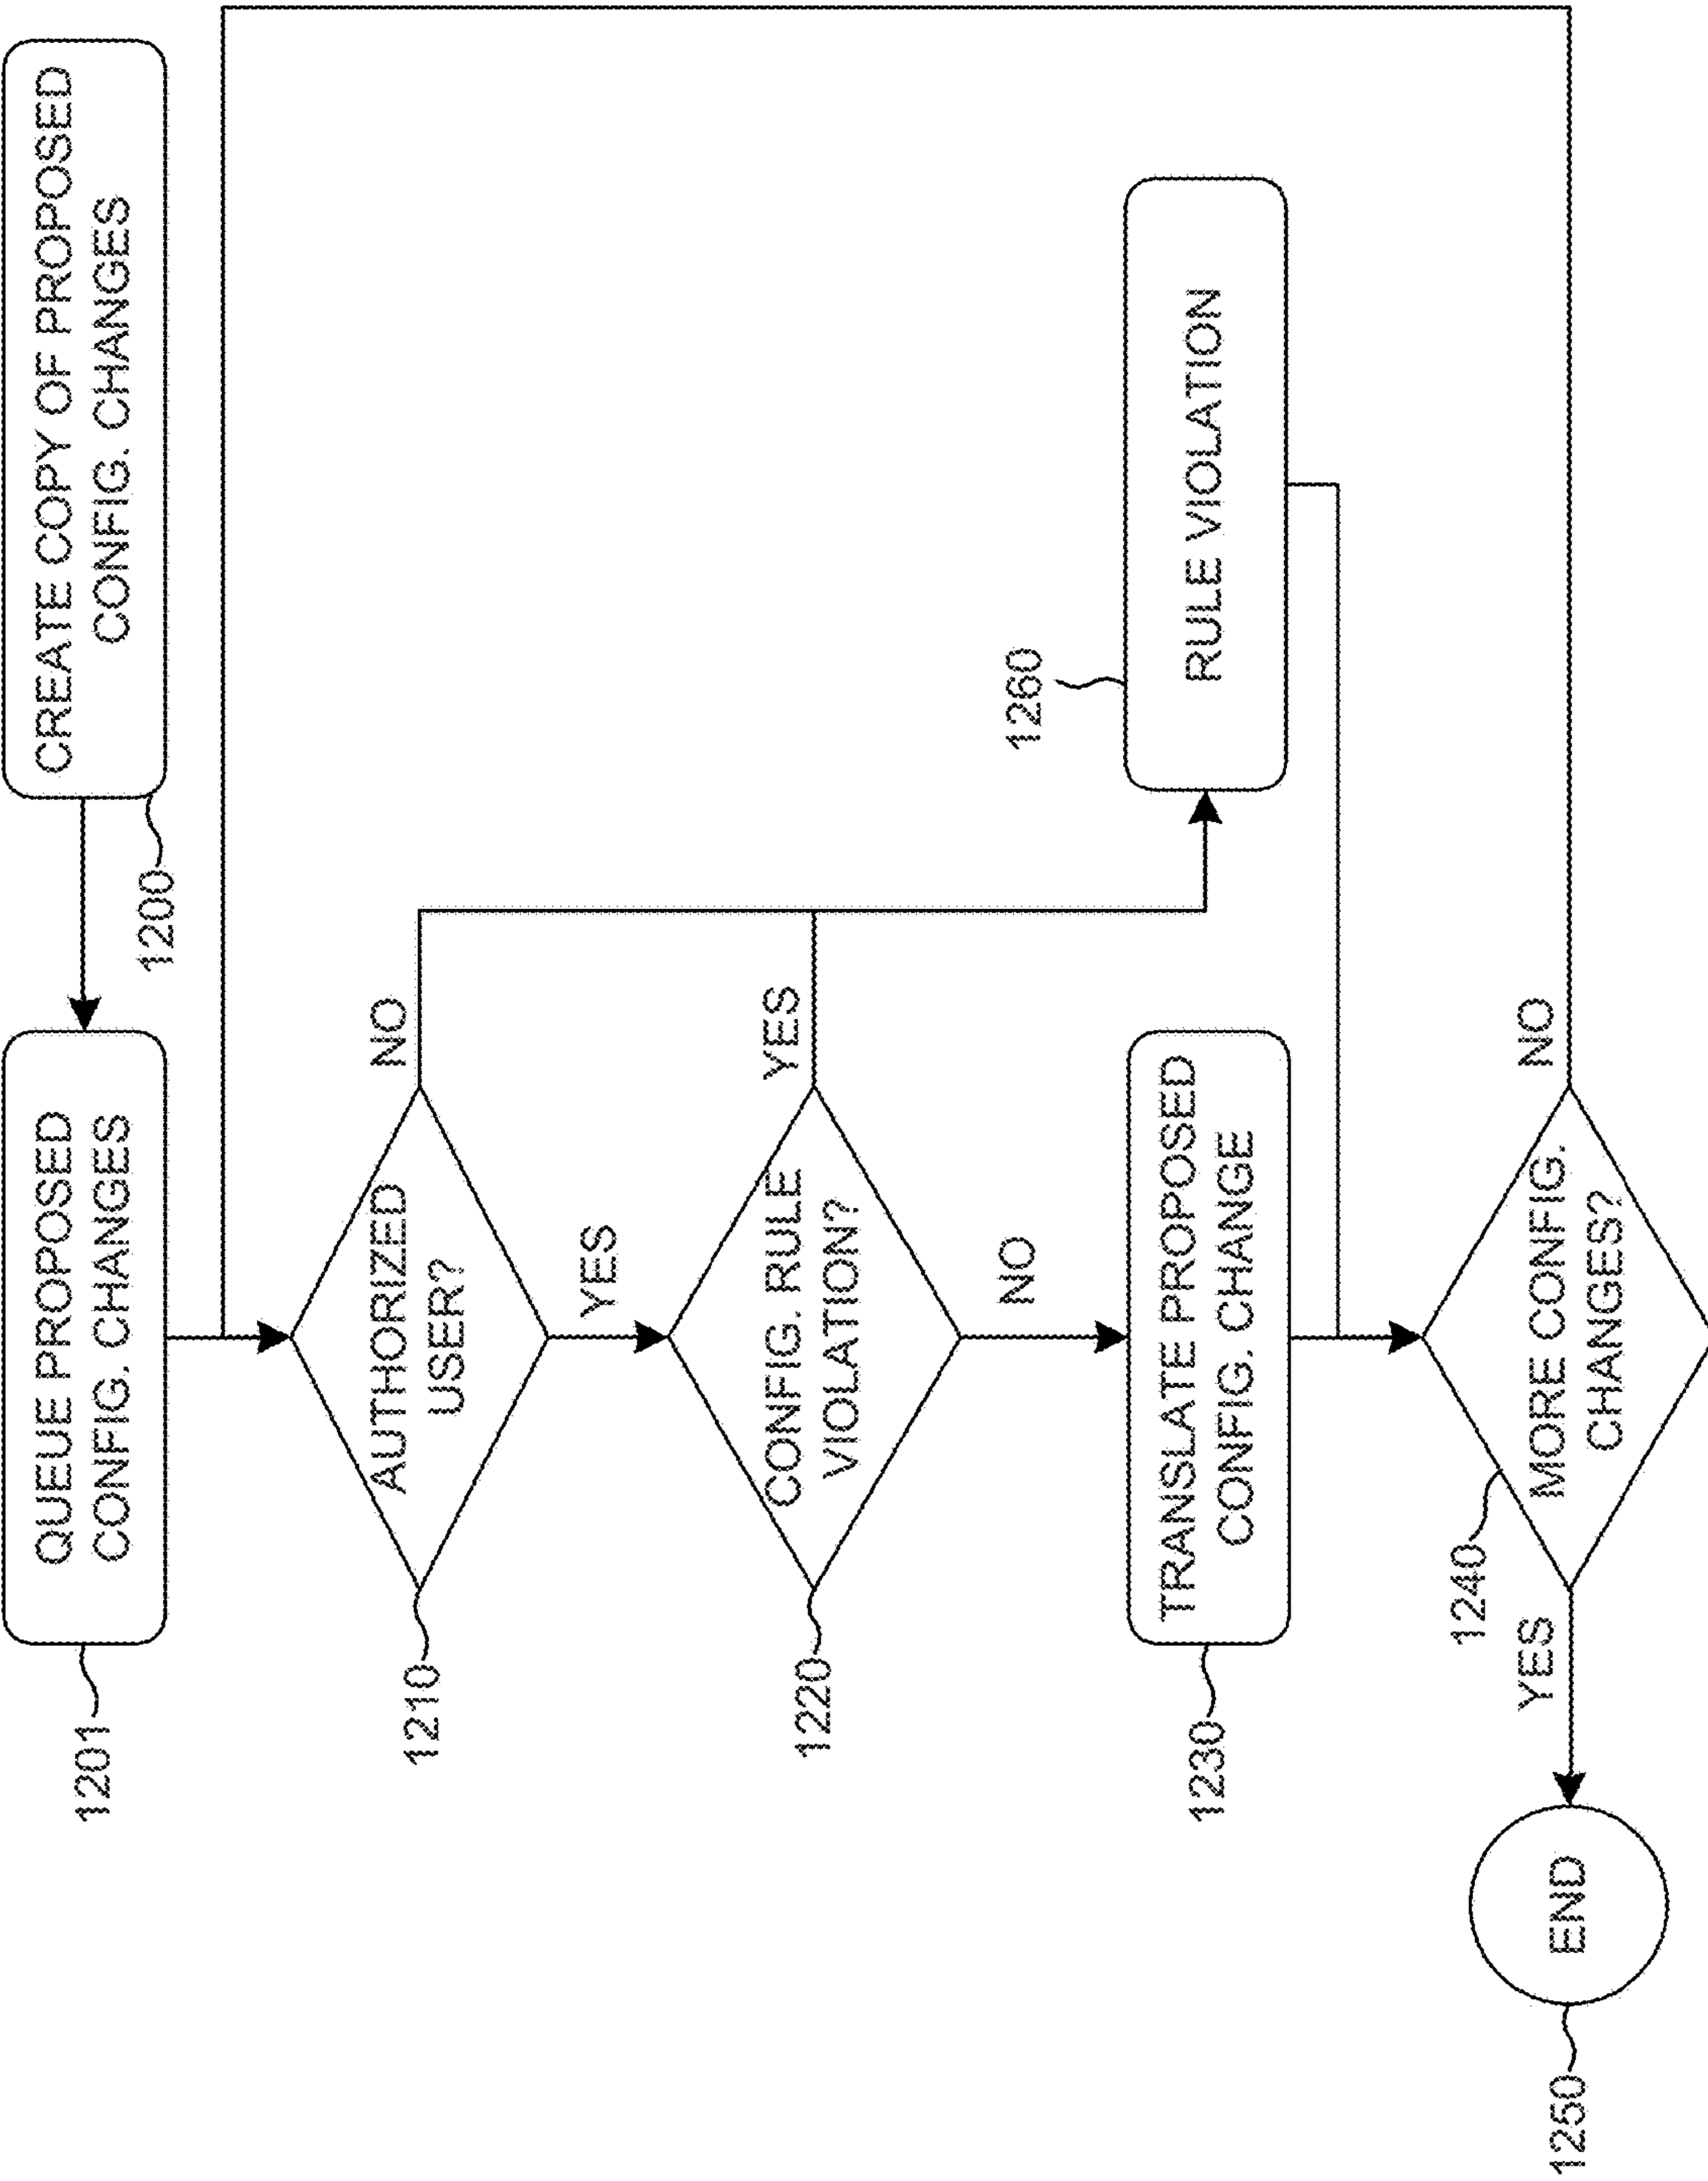 CREATE COPY OF PROPOSED
CONFIG. CHANGES
1200
QUEUE PROPOSED
CONFIG. CHANGES
1201
AUTHORIZED
USER?
NO
1210
YES
CONFIG. RULE
VIOLATION?
YES
1220
NO
1260
RULE VIOLATION
TRANSLATE PROPOSED
CONFIG. CHANGE
1230
MORE CONFIG.
CHANGES?
NO
1240
YES
END
1250